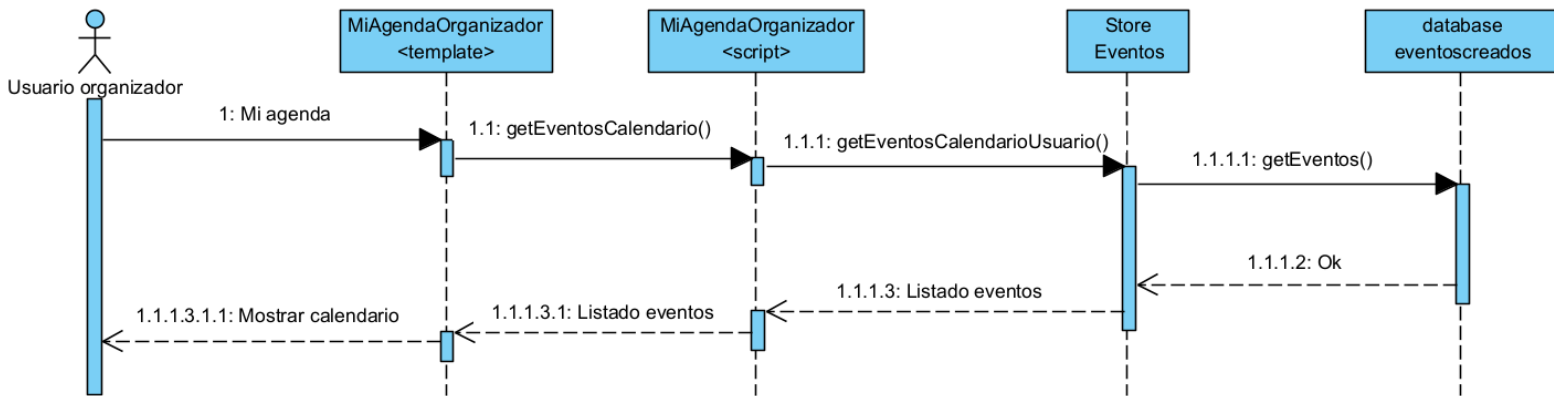 MiAgendaOrganizador
<template>
MiAgendaOrganizador
<script>
Store
Eventos
database
eventoscreados
Usuario organizador
1: Mi agenda
1.1: getEventosCalendario()
1.1.1: getEventosCalendarioUsuario()
1.1.1.1: getEventos()
1.1.1.2: Ok
1.1.1.3: Listado eventos
1.1.1.3.1: Listado eventos
1.1.1.3.1.1: Mostrar calendario